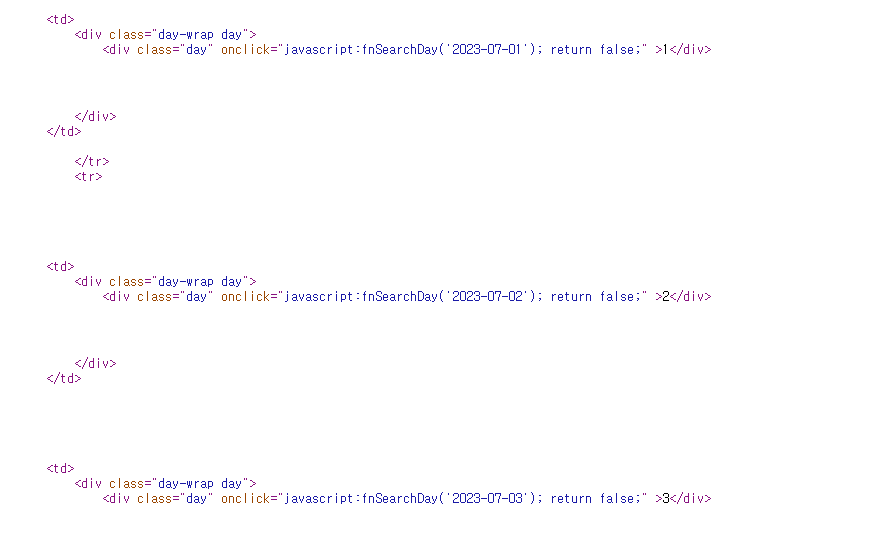 <td>
<div class="day-wrap day">
<div class="day" onclick="javascript:fnSearchDay('2023-07-01'); return false;" >1</div>
</div>
</td>
</tr>
<tr>
<td>
<div class="day-wrap day">
<div class="day" onclick="javascript:fnSearchDay('2023-07-02'); return false;" >2</div>
</div>
</td>
<td>
<div class="day-wrap day">
<div class="day" onclick="javascript:fnSearchDay('2023-07-03'); return false;" >3</div>